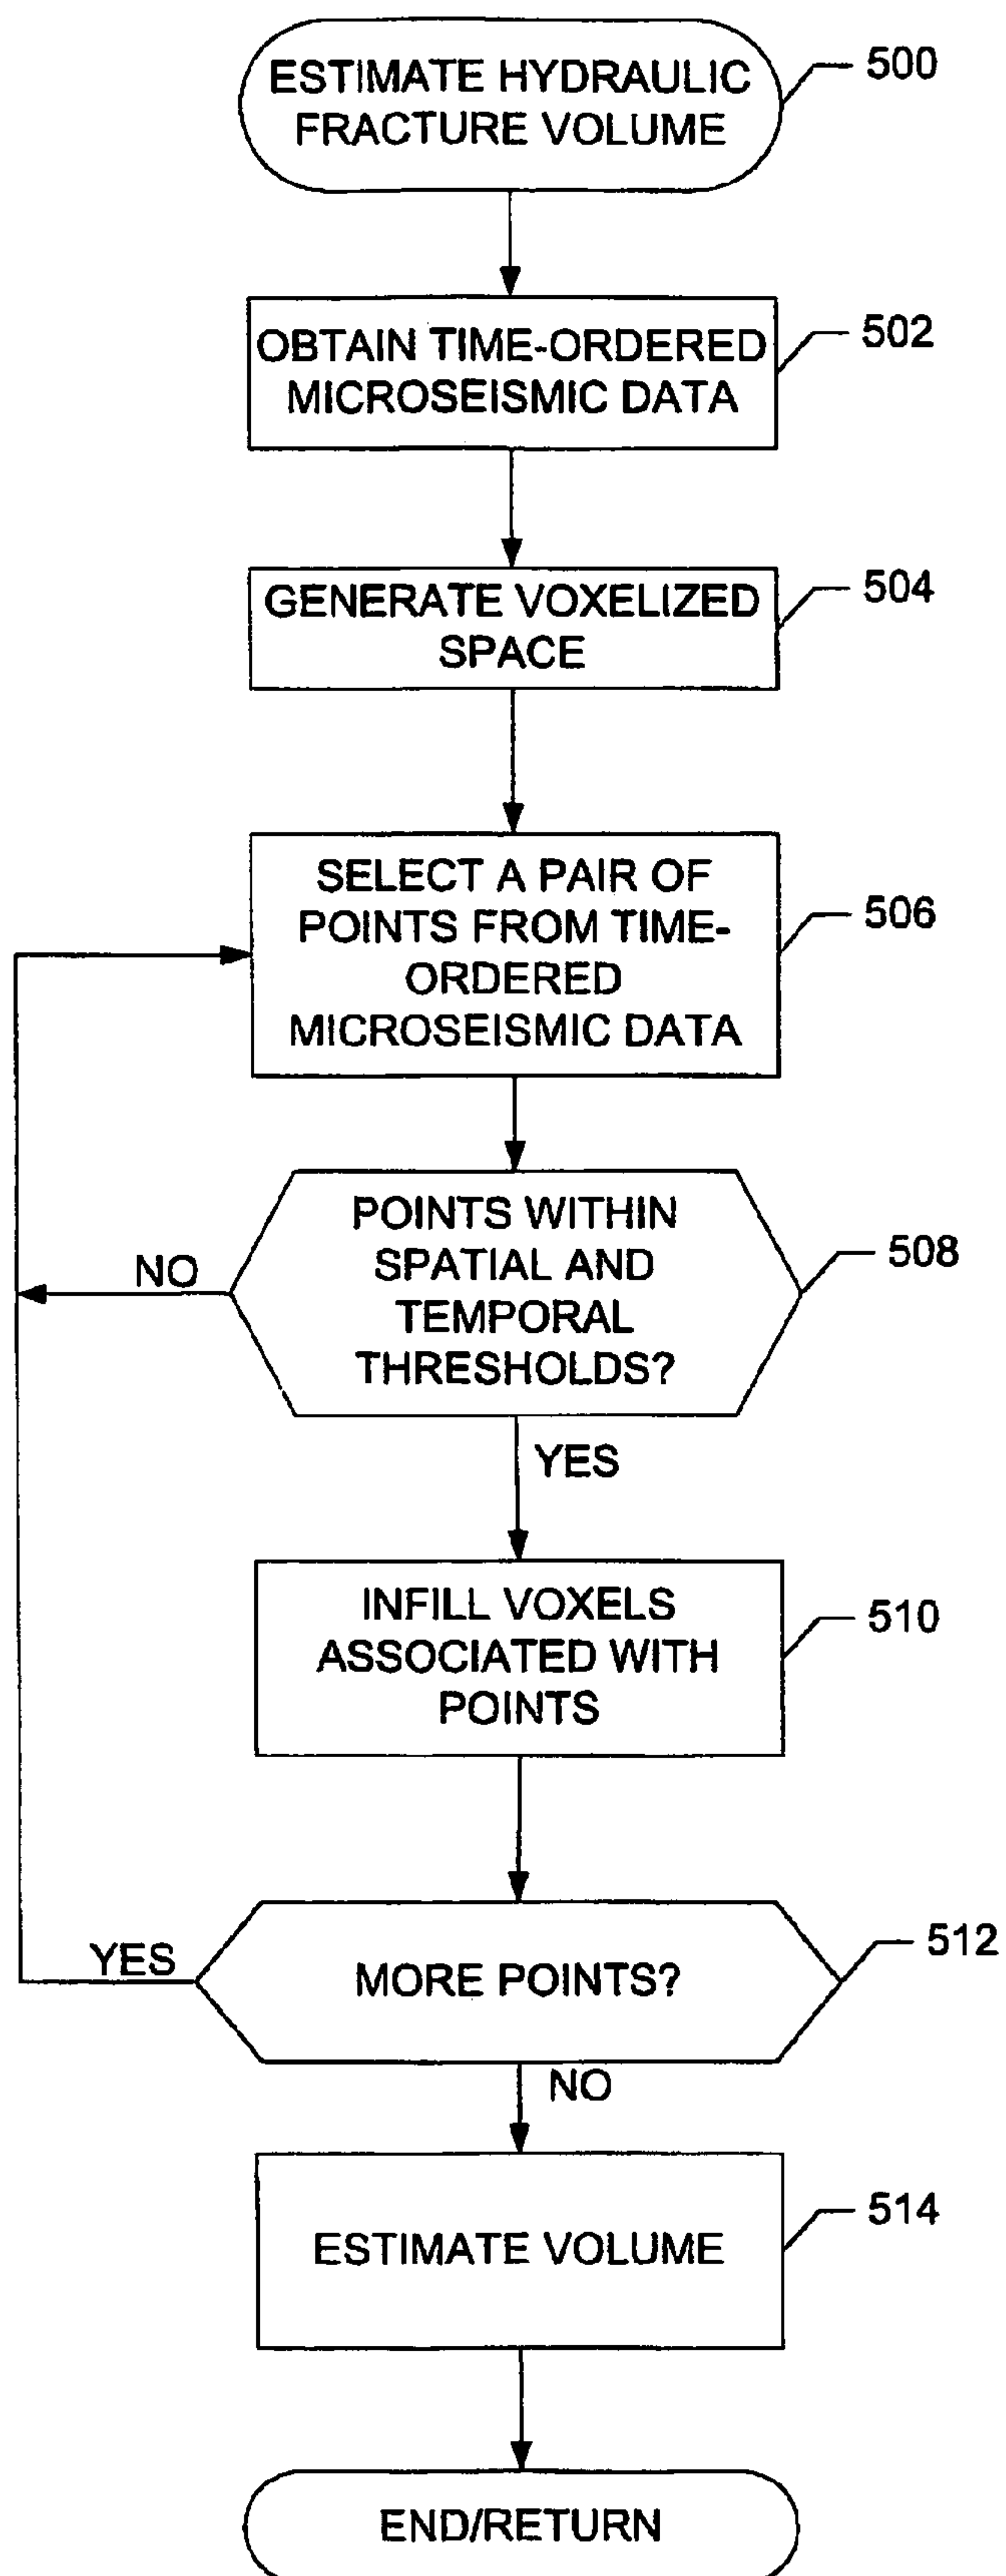 ESTIMATE HYDRAULIC
FRACTURE VOLUME
500
OBTAIN TIME-ORDERED
MICROSEISMIC DATA
502
GENERATE VOXELIZED
SPACE
504
SELECT A PAIR OF
POINTS FROM TIME-
ORDERED
MICROSEISMIC DATA
506
POINTS WITHIN
SPATIAL AND
TEMPORAL
THRESHOLDS?
508
NO
YES
INFILL VOXELS
ASSOCIATED WITH
POINTS
510
MORE POINTS?
512
YES
NO
ESTIMATE VOLUME
514
END/RETURN